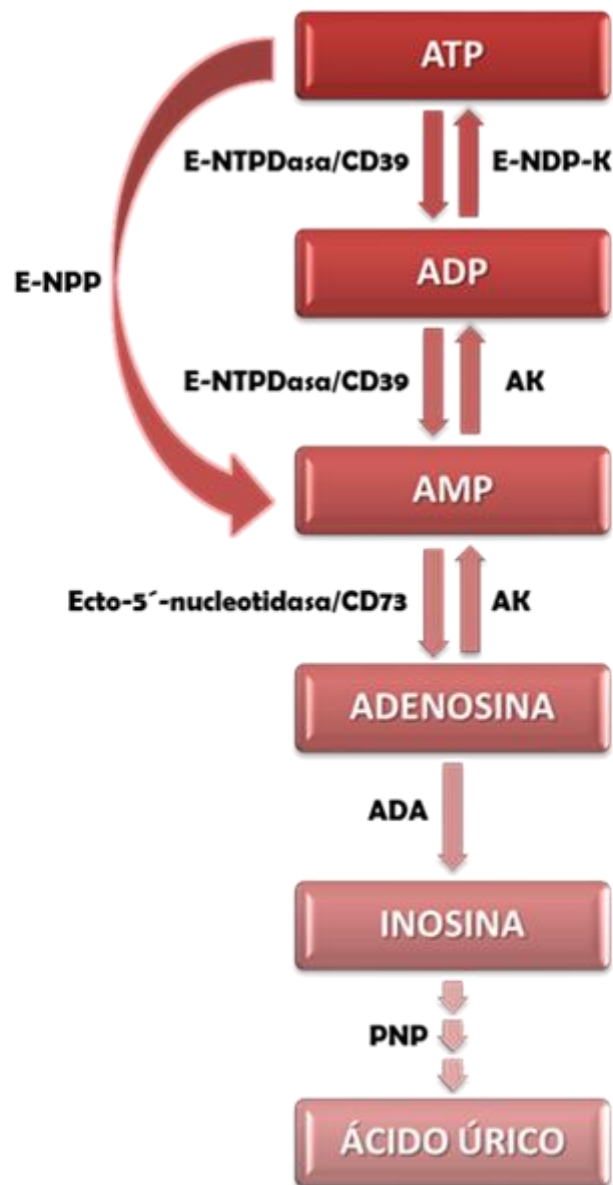 ATP
E-NTPDasa/CD39
E-NDP-K
E-NPP
ADP
E-NTPDasa/CD39
AK
AMP
Ecto-5´-nucleotidasa/CD73
AK
ADENOSINA
ADA
INOSINA
PNP
ÁCIDO ÚRICO